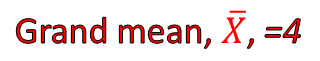 Grand mean, X̄, =4